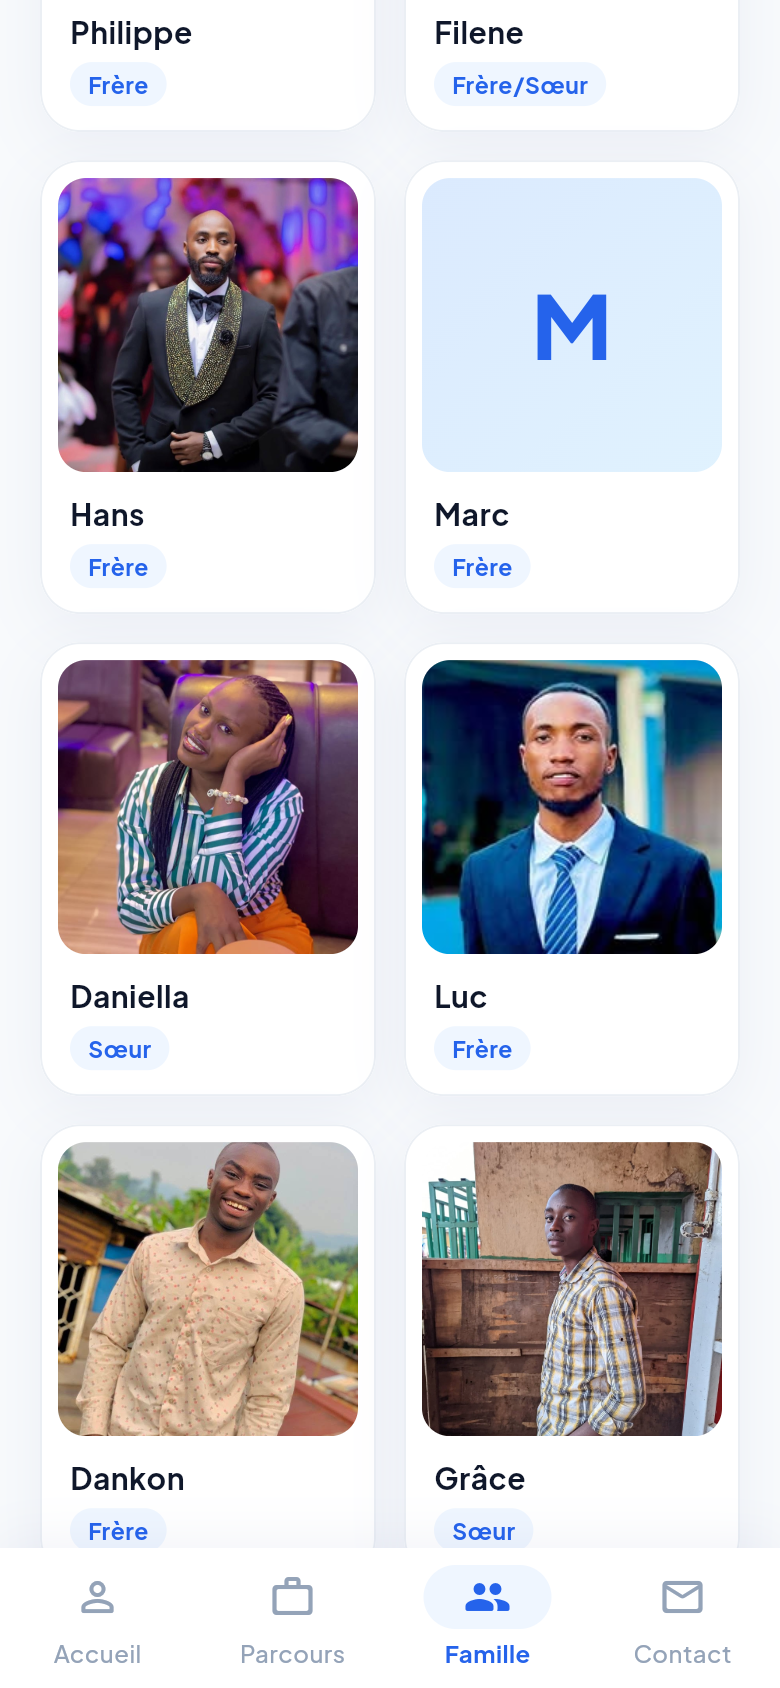 Philippe
Filene
Frère
Frère/Sœur
M
Hans
Marc
Frère
Frère
Daniella
Luc
Sœur
Frère
Dankon
Grâce
Frère
Sœur
Accueil
Parcours
Famille
Contact